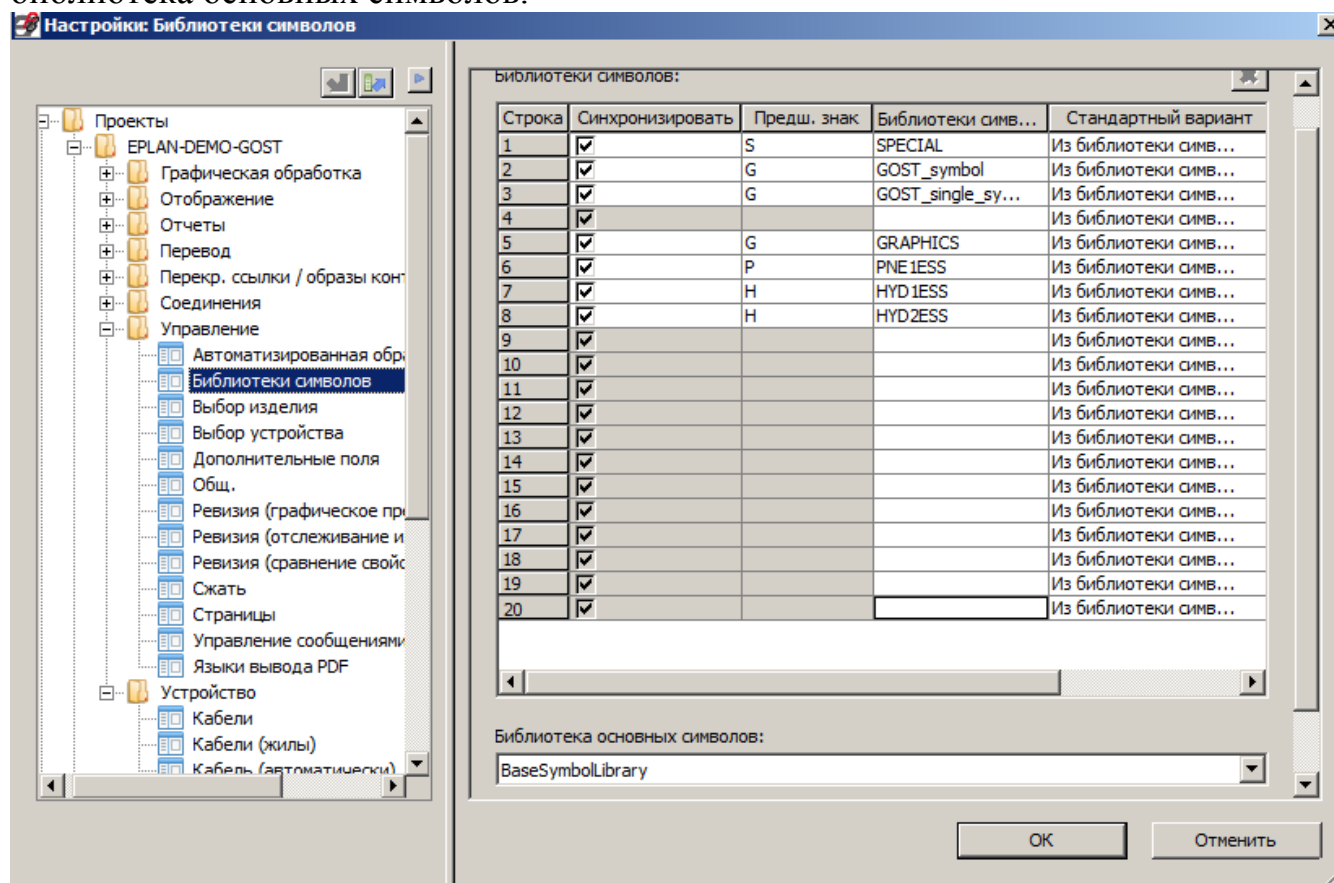 библиотека основных символов.
Настройки: Библиотеки символов
Проекты
EPLAN-DEMO-GOST
Графическая обработка
Отображение
Отчеты
Перевод
Перекр. ссылки / образы конт
Соединения
Управление
Автоматизированная обра
Библиотеки символов
Выбор изделия
Выбор устройства
Дополнительные поля
Общ.
Ревизия (графическое пр
Ревизия (отслеживание и
Ревизия (сравнение свойс
Сжать
Страницы
Управление сообщениями
Языки вывода PDF
Устройство
Кабели
Кабели (жилы)
Кабель (автоматически)
Библиотеки символов:
Строка Синхронизировать Предш. знак Библиотеки симв... Стандартный вариант
1 S SPECIAL Из библиотеки симв...
2 G GOST_symbol Из библиотеки симв...
3 G GOST_single_sy... Из библиотеки симв...
4 Из библиотеки симв...
5 G GRAPHICS Из библиотеки симв...
6 P PNE1ESS Из библиотеки симв...
7 H HYD1ESS Из библиотеки симв...
8 H HYD2ESS Из библиотеки симв...
9 Из библиотеки симв...
10 Из библиотеки симв...
11 Из библиотеки симв...
12 Из библиотеки симв...
13 Из библиотеки симв...
14 Из библиотеки симв...
15 Из библиотеки симв...
16 Из библиотеки симв...
17 Из библиотеки симв...
18 Из библиотеки симв...
19 Из библиотеки симв...
20 Из библиотеки симв...
Библиотека основных символов:
BaseSymbolLibrary
OK Отменить